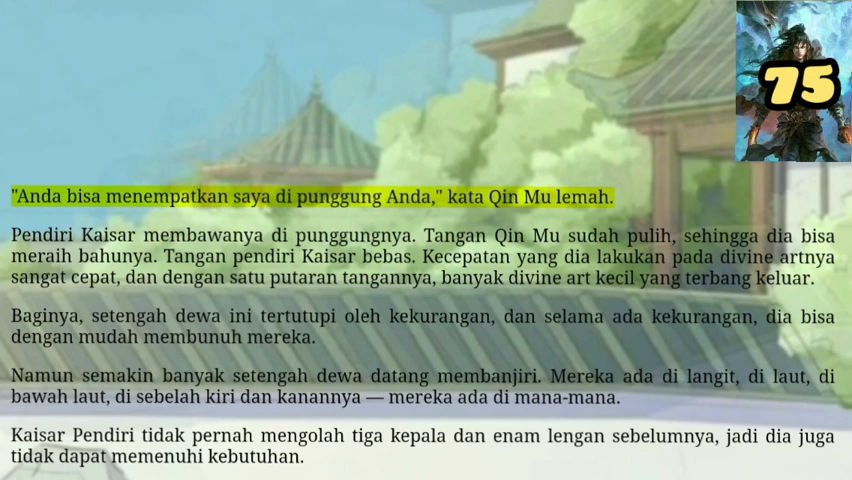 75
"Anda bisa menempatkan saya di punggung Anda," kata Qin Mu lemah.
Pendiri Kaisar membawanya di punggungnya. Tangan Qin Mu sudah pulih, sehingga dia bisa
meraih bahunya. Tangan pendiri Kaisar bebas. Kecepatan yang dia lakukan pada divine artnya
sangat cepat, dan dengan satu putaran tangannya, banyak divine art kecil yang terbang keluar.
Baginya, setengah dewa ini tertutupi oleh kekurangan, dan selama ada kekurangan, dia bisa
dengan mudah membunuh mereka.
Namun semakin banyak setengah dewa datang membanjiri. Mereka ada di langit, di laut, di
bawah laut, di sebelah kiri dan kanannya — mereka ada di mana-mana.
Kaisar Pendiri tidak pernah mengolah tiga kepala dan enam lengan sebelumnya, jadi dia juga
tidak dapat memenuhi kebutuhan.